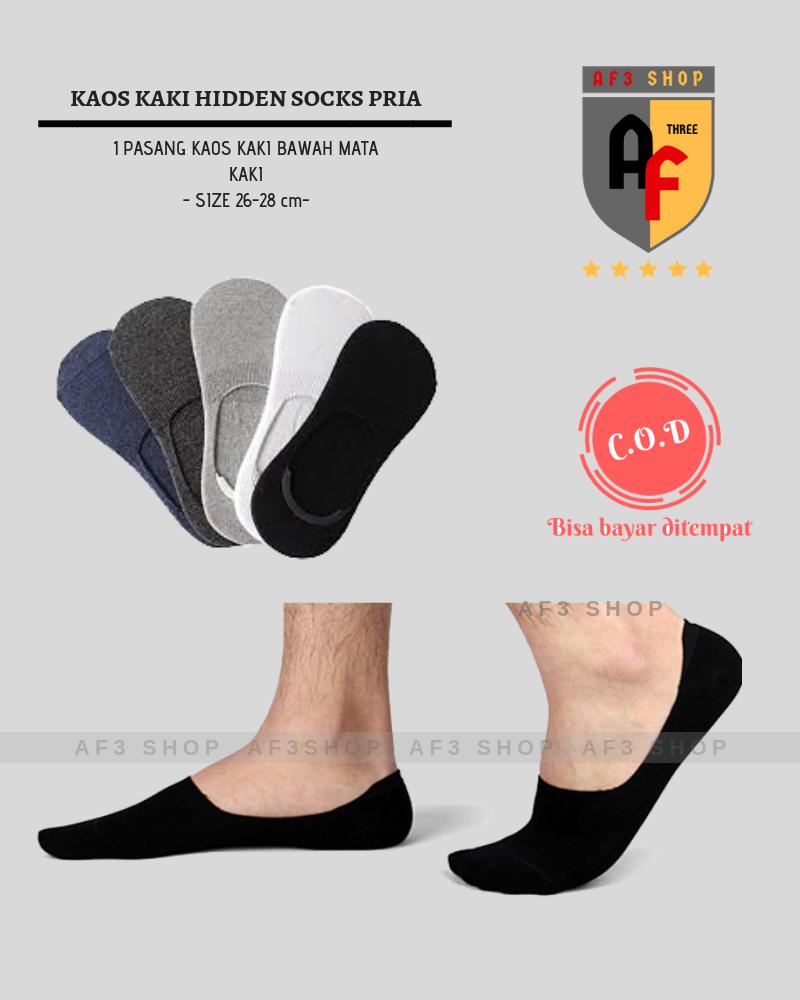 KAOS KAKI HIDDEN SOCKS PRIA
1 PASANG KAOS KAKI BAWAH MATA
KAKI
- SIZE 26-28 cm-
AF3 SHOP
THREE
AF
C.O.D
Bisa bayar ditempat
AF3 SHOP
AF3 SHOP AF3SHOP AF3 SHOP AF3 SHOP